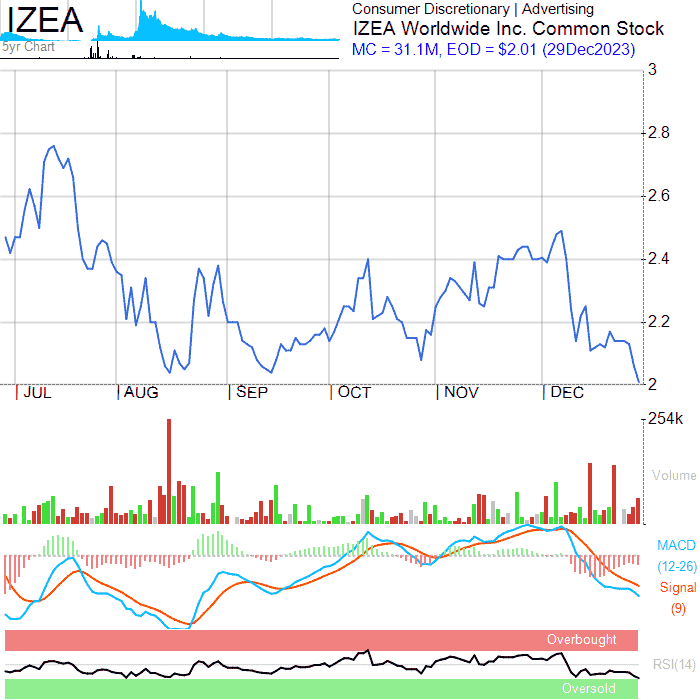 IZEA
5yr Chart
Consumer Discretionary | Advertising
IZEA Worldwide Inc. Common Stock
MC = 31.1M, EOD = $2.01 (29Dec2023)
3
2.8
2.6
2.4
2.2
2
JUL AUG SEP OCT NOV DEC
254k
Volume
MACD
(12-26)
Signal
(9)
Overbought
RSI(14)
Oversold